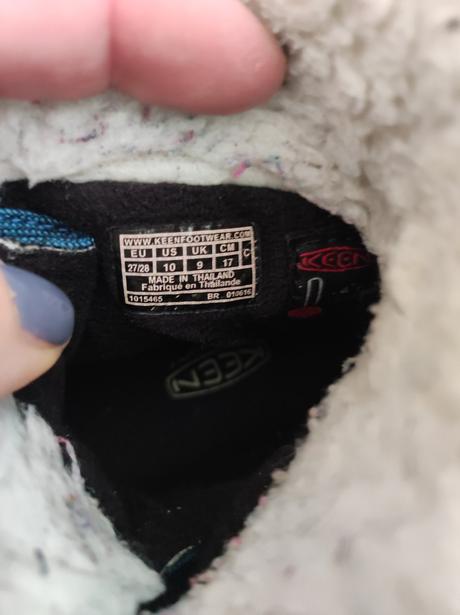 WWW.KEENFOOTWEAR.COM
EU US UK CM C
27/28 10 9 17
MADE IN THAILAND
Fabriqué en Thaïlande
1015465 BR 010616
KEEN
KEEN